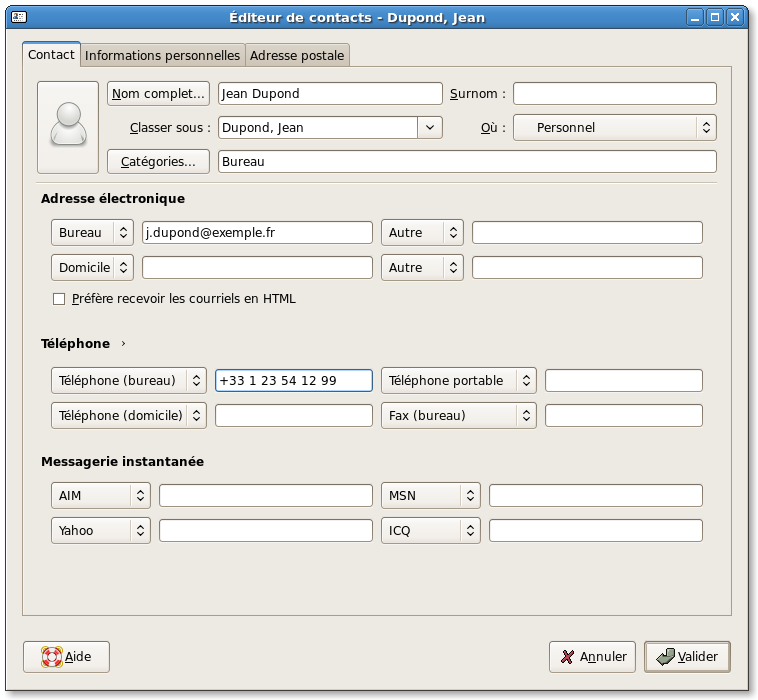 Éditeur de contacts - Dupond, Jean
Contact Informations personnelles Adresse postale
Nom complet... Jean Dupond Surnom :
Classer sous : Dupond, Jean Où : Personnel
Catégories... Bureau
Adresse électronique
Bureau j.dupond@exemple.fr Autre
Domicile Autre
Préfère recevoir les courriels en HTML
Téléphone ›
Téléphone (bureau) +33 1 23 54 12 99 Téléphone portable
Téléphone (domicile) Fax (bureau)
Messagerie instantanée
AIM MSN
Yahoo ICQ
Aide Annuler Valider